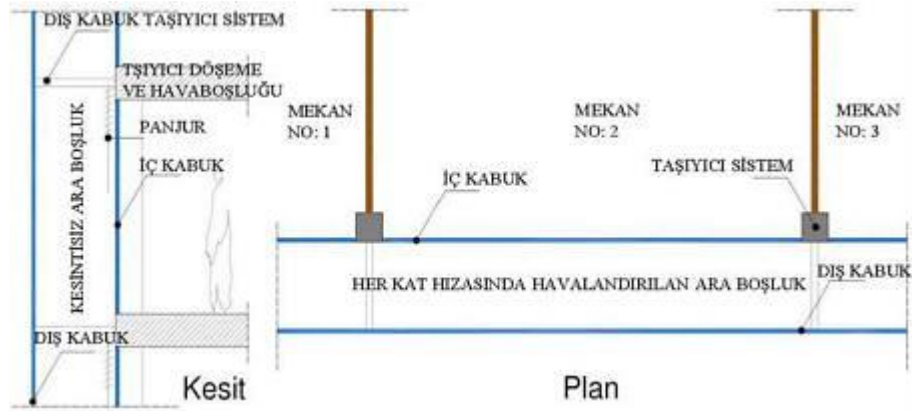 DIŞ KABUK TAŞIYICI SİSTEM
TŞIYICI DÖŞEME
VE HAVABOŞLUĞU
PANJUR
İÇ KABUK
KESİNTİSİZ ARA BOŞLUK
DIŞ KABUK
Kesit
MEKAN
NO: 1
MEKAN
NO: 2
MEKAN
NO: 3
TAŞIYICI SİSTEM
İÇ KABUK
HER KAT HIZASINDA HAVALANDIRILAN ARA BOŞLUK
DIŞ KABUK
Plan